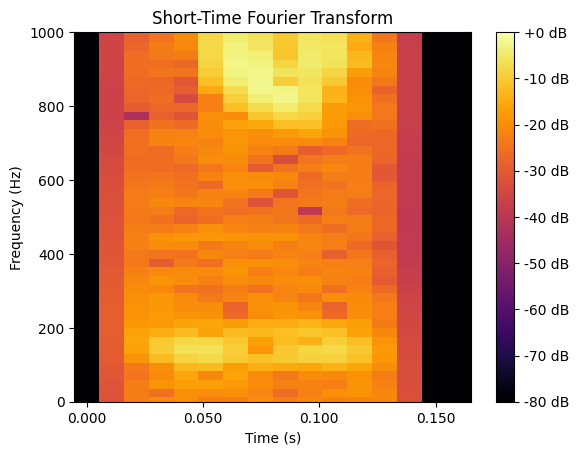 Short-Time Fourier Transform
1000
800
600
400
200
0
Frequency (Hz)
0.000
0.050
0.100
0.150
Time (s)
+0 dB
-10 dB
-20 dB
-30 dB
-40 dB
-50 dB
-60 dB
-70 dB
-80 dB